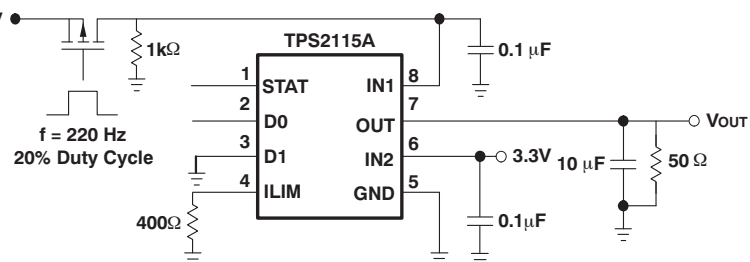 TPS2115A
1kΩ
0.1 μF
f = 220 Hz
20% Duty Cycle
1 STAT
2 D0
3 D1
4 ILIM
IN1 8
OUT 7
IN2 6
GND 5
400Ω
VOUT
3.3V
10 μF
50 Ω
0.1μF